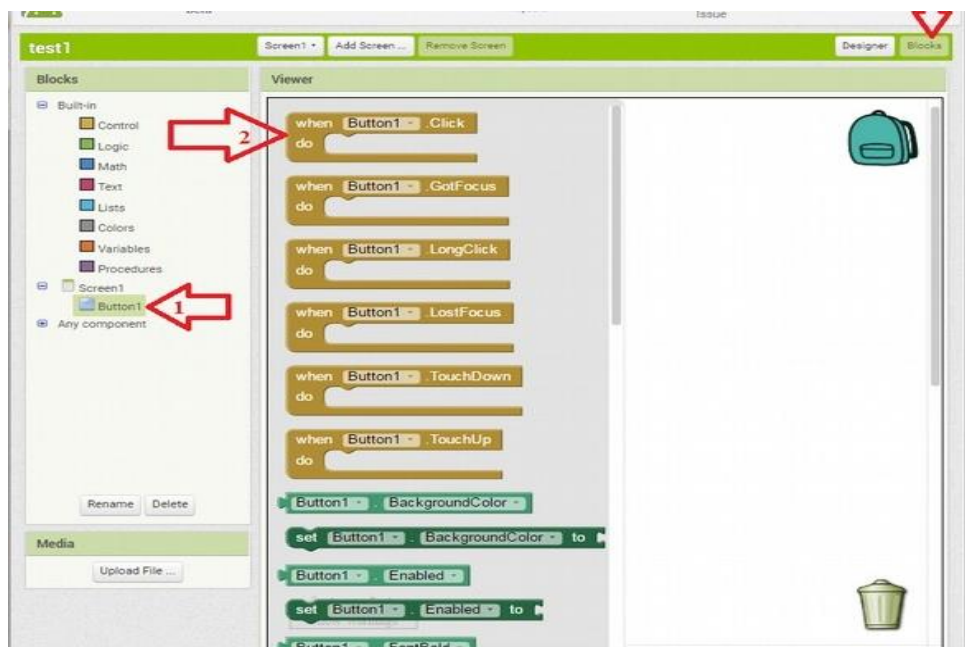 Beta
Issue
test1
Screen1
Add Screen ...
Remove Screen
Designer
Blocks
Blocks
Viewer
Built-in
Control
Logic
Math
Text
Lists
Colors
Variables
Procedures
Screen1
Button1
Any component
Rename
Delete
Media
Upload File ...
2
1
when Button1 .Click
do
when Button1 .GotFocus
do
when Button1 .LongClick
do
when Button1 .LostFocus
do
when Button1 .TouchDown
do
when Button1 .TouchUp
do
Button1 . BackgroundColor
set Button1 . BackgroundColor to
Button1 . Enabled
set Button1 . Enabled to
Button1 . FontBold